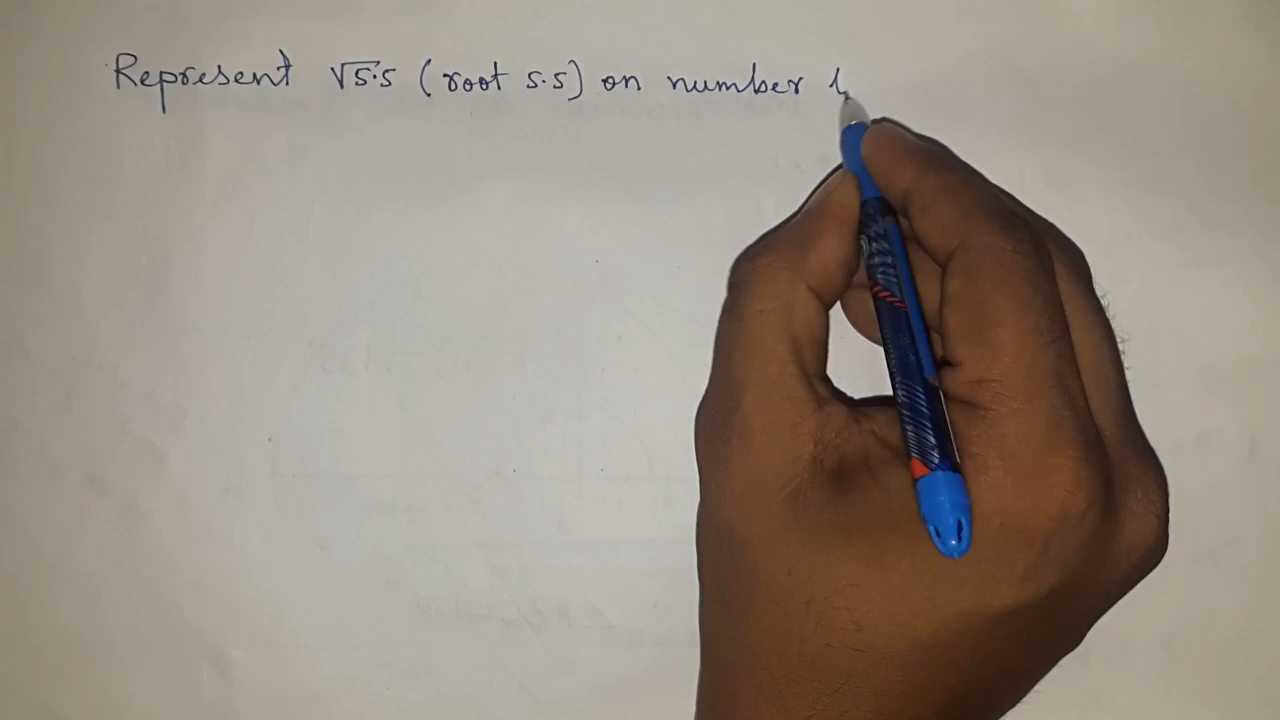 Represent √5.5 (root 5.5) on number